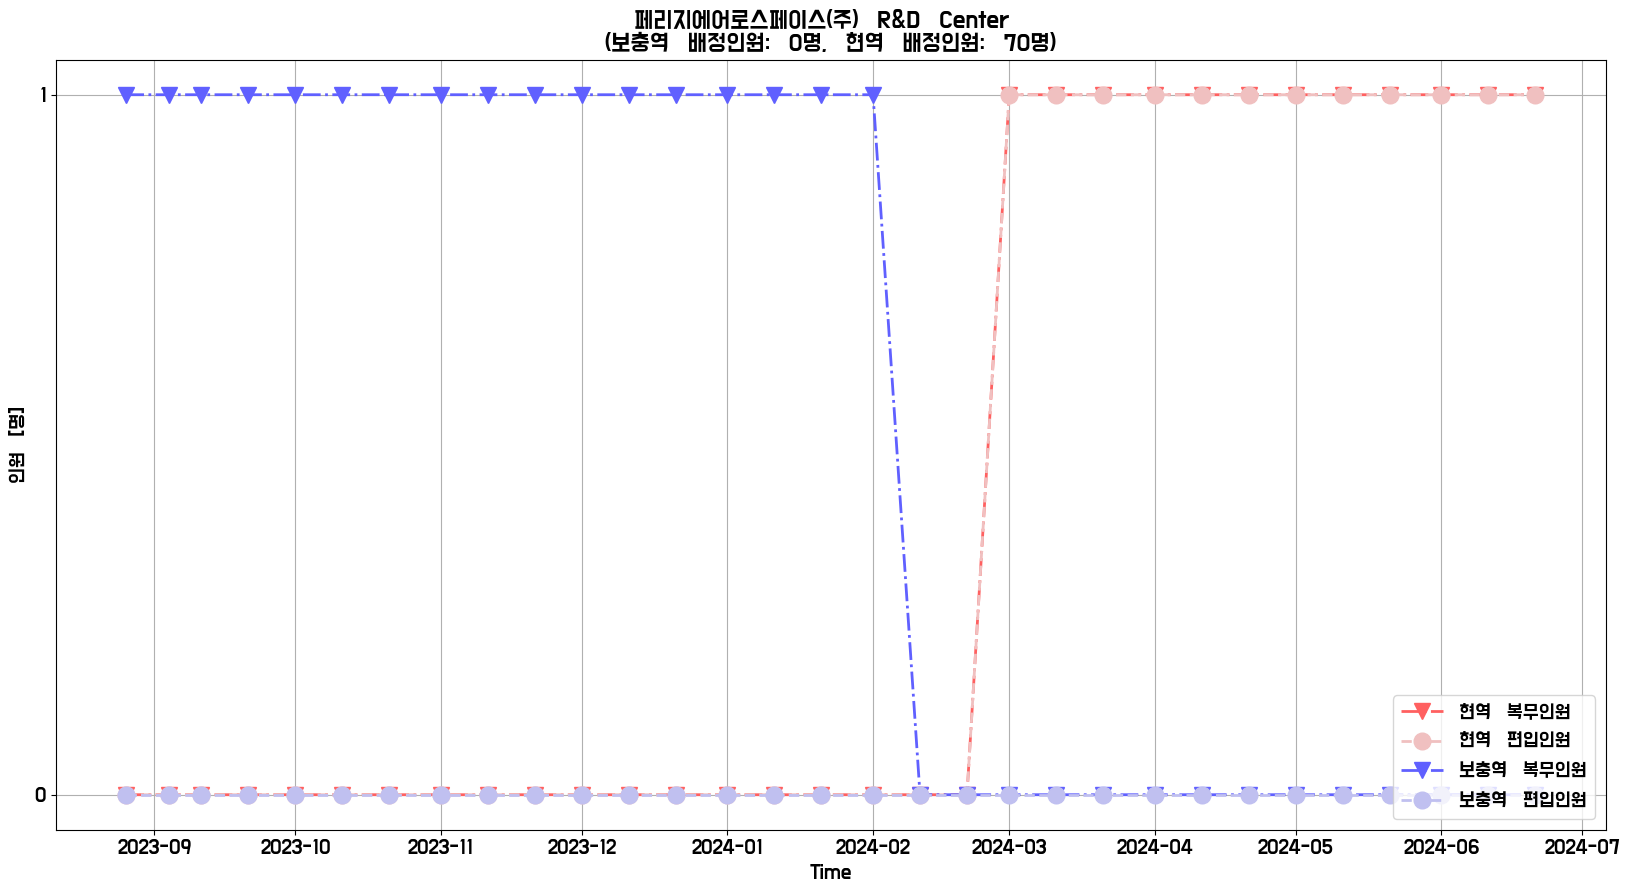 페리지에어로스페이스(주) R&D Center
(보충역 배정인원: 0명, 현역 배정인원: 70명)
1
0
인원 [명]
2023-09 2023-10 2023-11 2023-12 2024-01 2024-02 2024-03 2024-04 2024-05 2024-06 2024-07
Time
현역 복무인원
현역 편입인원
보충역 복무인원
보충역 편입인원